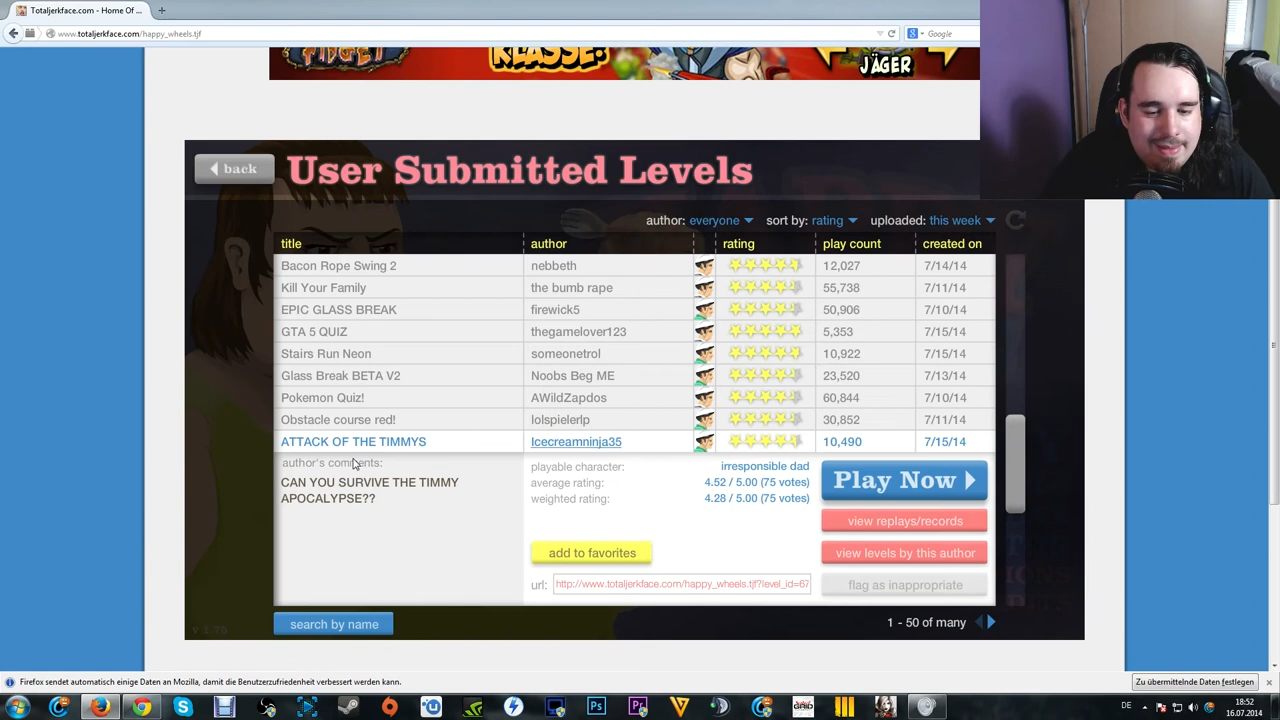 Totaljerkface.com - Home Of ...
www.totaljerkface.com/happy_wheels.tjf
Google
FIDGET
KLASSE!
JÄGER
back
User Submitted Levels
author: everyone sort by: rating uploaded: this week
title author rating play count created on
Bacon Rope Swing 2 nebbeth 12,027 7/14/14
Kill Your Family the bumb rape 55,738 7/11/14
EPIC GLASS BREAK firewick5 50,906 7/10/14
GTA 5 QUIZ thegamelover123 5,353 7/15/14
Stairs Run Neon someonetrol 10,922 7/15/14
Glass Break BETA V2 Noobs Beg ME 23,520 7/13/14
Pokemon Quiz! AWildZapdos 60,844 7/10/14
Obstacle course red! lolspielerlp 30,852 7/11/14
ATTACK OF THE TIMMYS Icecreamninja35 10,490 7/15/14
author's comments:
CAN YOU SURVIVE THE TIMMY
APOCALYPSE??
playable character: irresponsible dad
average rating: 4.52 / 5.00 (75 votes)
weighted rating: 4.28 / 5.00 (75 votes)
Play Now
view replays/records
add to favorites
view levels by this author
url: http://www.totaljerkface.com/happy_wheels.tjf?level_id=67
flag as inappropriate
search by name
1 - 50 of many
v 1.70
Firefox sendet automatisch einige Daten an Mozilla, damit die Benutzerzufriedenheit verbessert werden kann.
Zu übermittelnde Daten festlegen
DE
18:52
16.07.2014